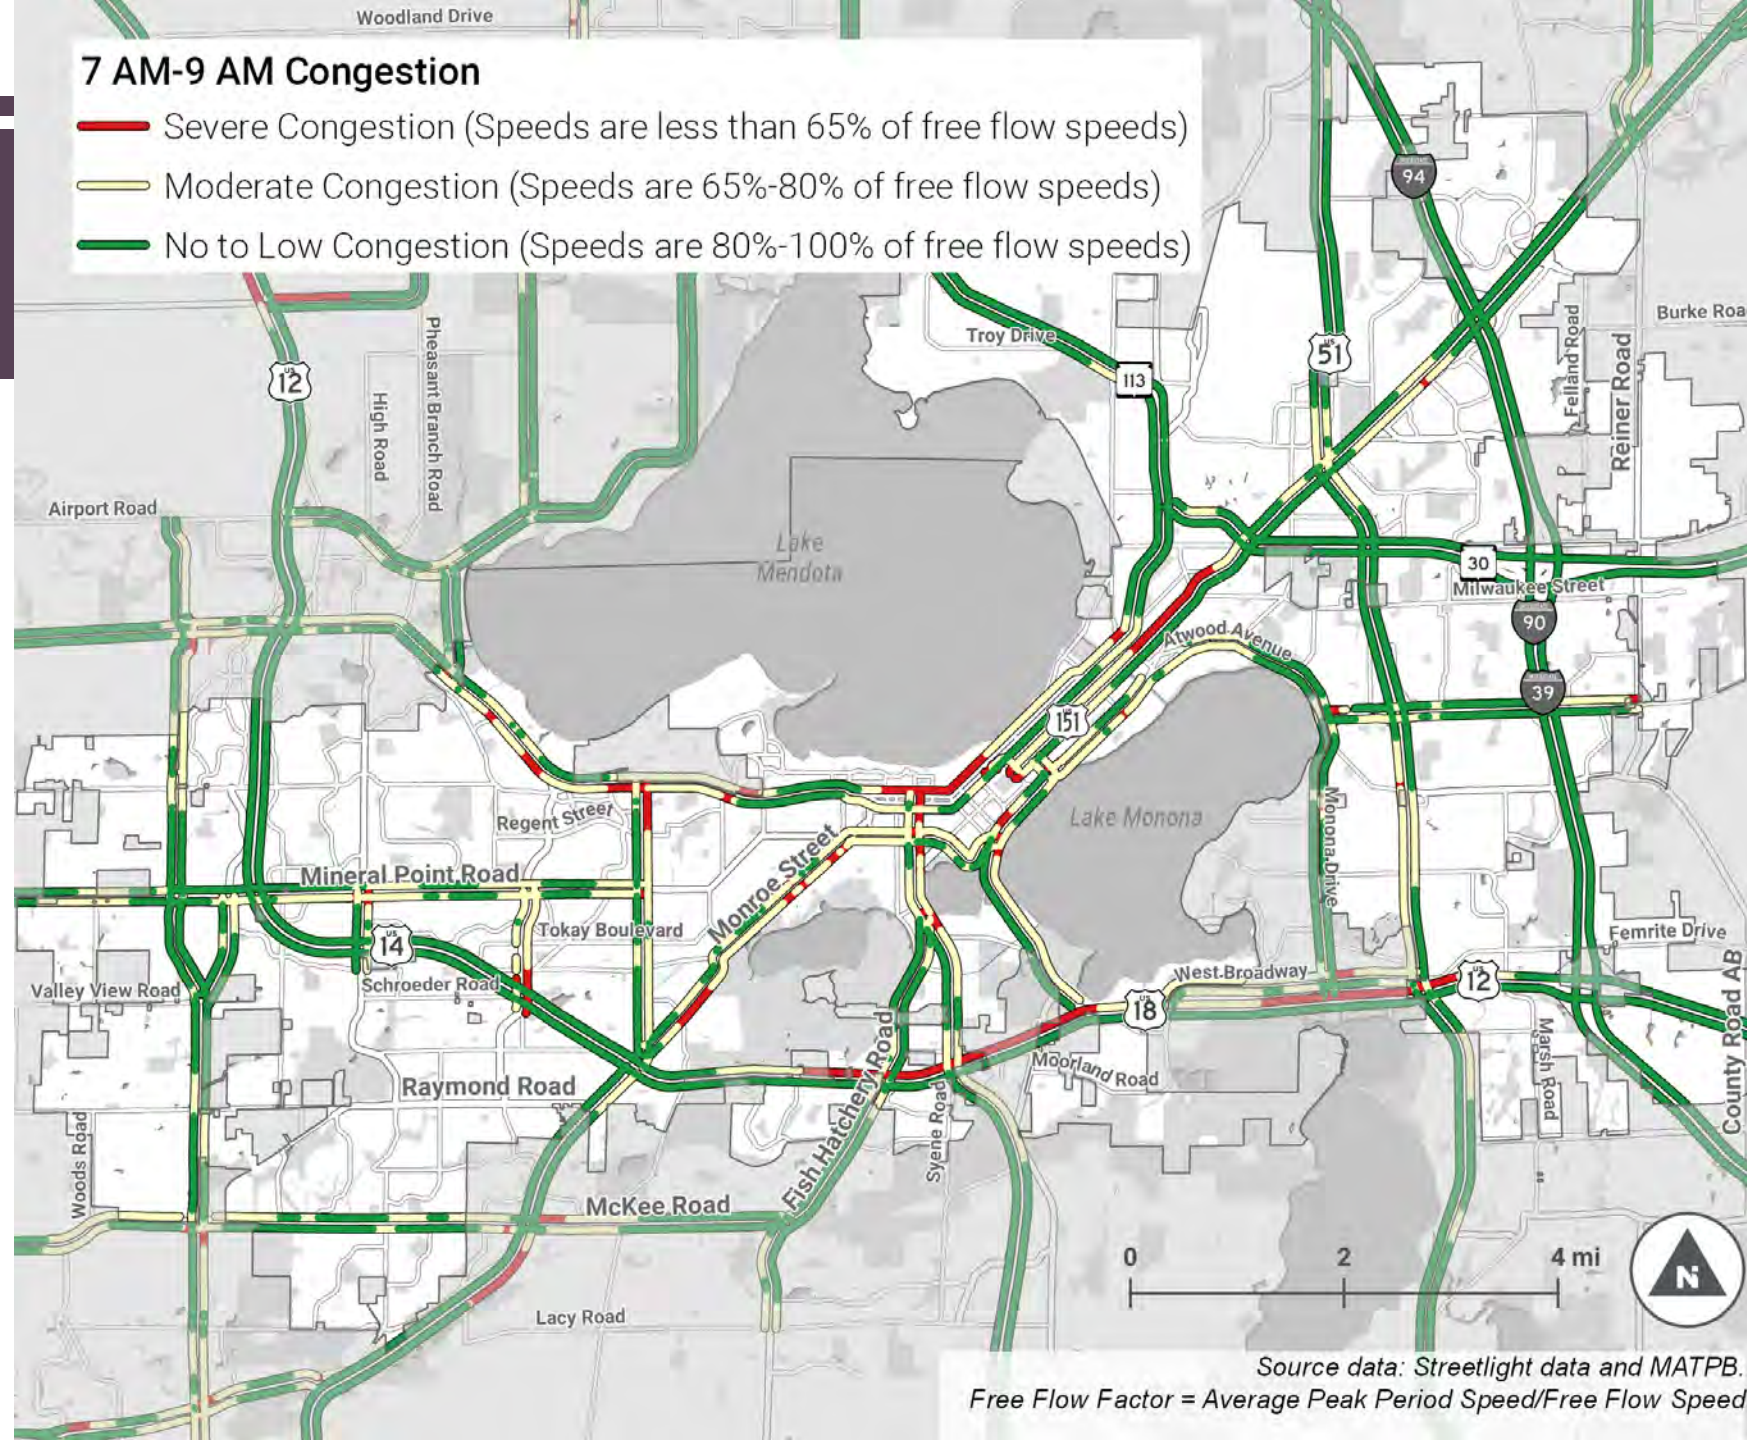 Woodland Drive
7 AM-9 AM Congestion
Severe Congestion (Speeds are less than 65% of free flow speeds)
Moderate Congestion (Speeds are 65%-80% of free flow speeds)
No to Low Congestion (Speeds are 80%-100% of free flow speeds)
94
Burke Roa
Troy Drive
US
51
113
US
12
Pheasant Branch Road
High Road
Felland Road
Reiner Road
Airport Road
Lake
Mendota
30
Milwaukee Street
90
Atwood Avenue
39
US
151
Regent Street
Lake Monona
Monona Drive
Mineral Point Road
Monroe Street
Tokay Boulevard
US
14
Femrite Drive
Valley View Road
Schroeder Road
West Broadway
US
12
US
18
County Road AB
Fish Hatchery Road
Moorland Road
Marsh Road
Raymond Road
Syene Road
Woods Road
McKee Road
0 2 4 mi
N
Lacy Road
Source data: Streetlight data and MATPB.
Free Flow Factor = Average Peak Period Speed/Free Flow Speed